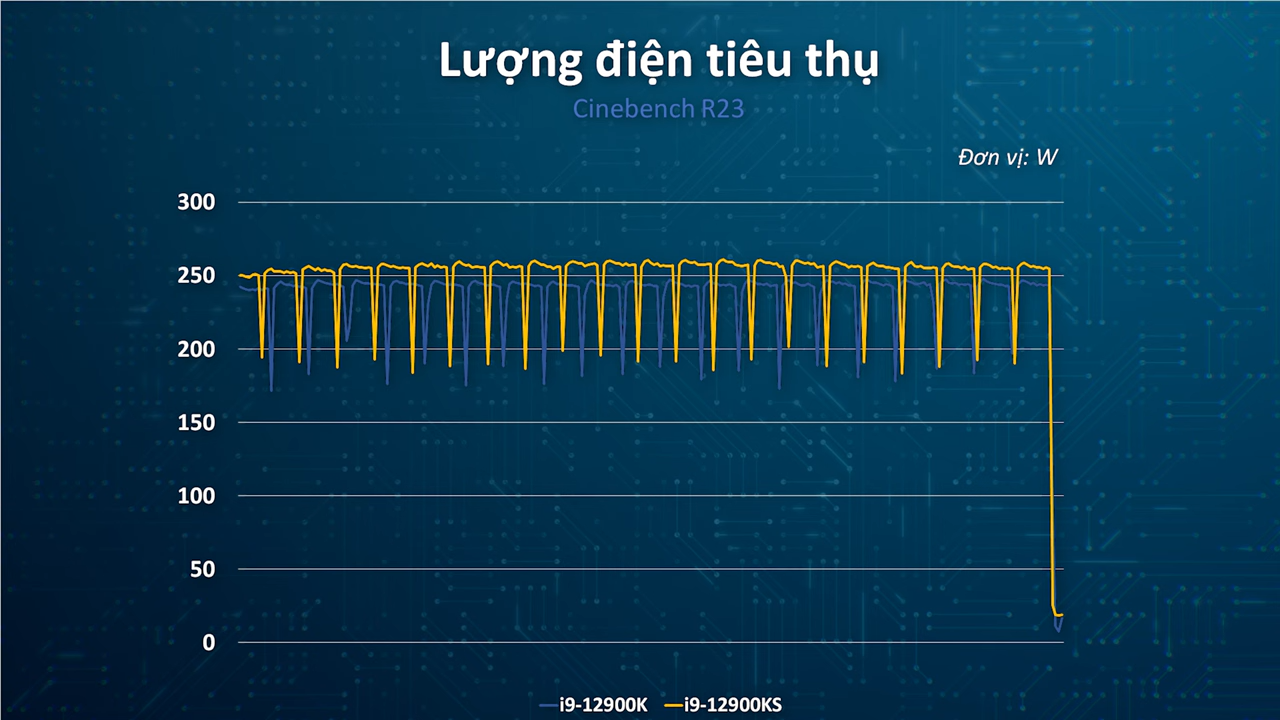 Lượng điện tiêu thụ
Cinebench R23
Đơn vị: W
300
250
200
150
100
50
0
i9-12900K i9-12900KS